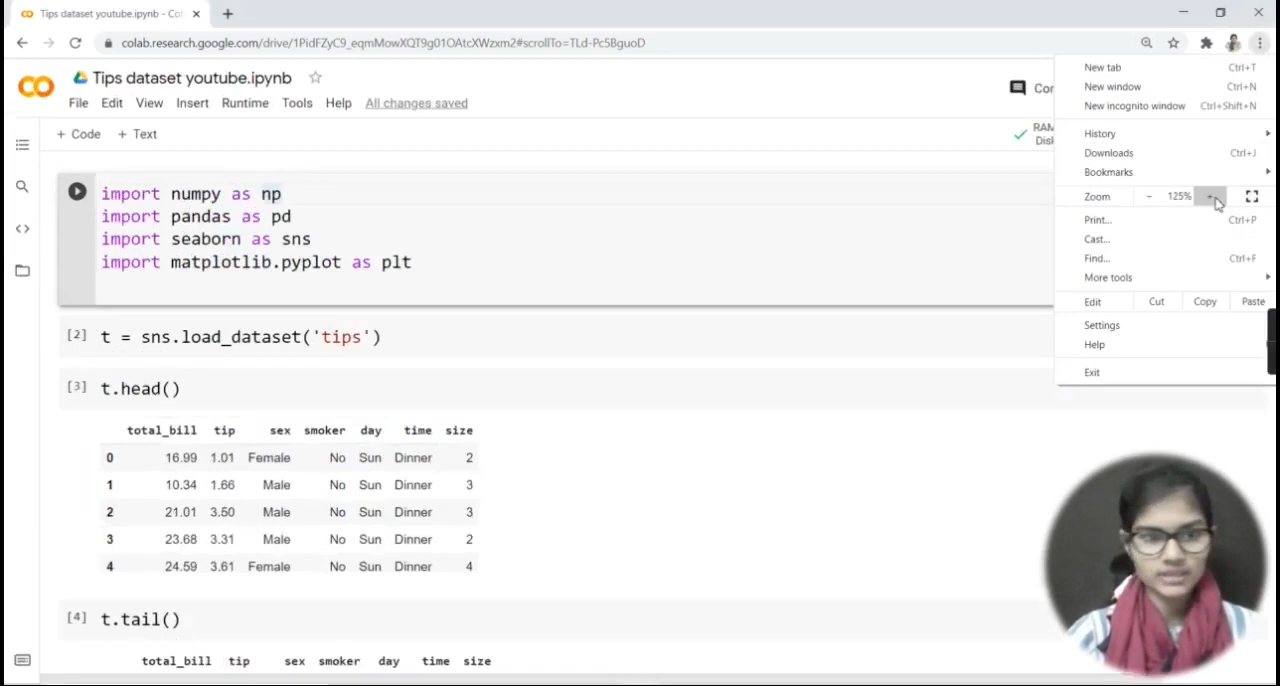 Tips dataset youtube.ipynb - Co
colab.research.google.com/drive/1PidFZyC9_eqmMowXQT9g01OAtcXWzxm2#scrollTo=TLd-Pc5BguoD
Tips dataset youtube.ipynb
File Edit View Insert Runtime Tools Help All changes saved
+ Code + Text
RAM
Disk
New tab Ctrl+T
New window Ctrl+N
New incognito window Ctrl+Shift+N
History
Downloads Ctrl+J
Bookmarks
Zoom - 125% +
Print... Ctrl+P
Cast...
Find... Ctrl+F
More tools
Edit Cut Copy Paste
Settings
Help
Exit
import numpy as np
import pandas as pd
import seaborn as sns
import matplotlib.pyplot as plt
[2] t = sns.load_dataset('tips')
[3] t.head()
total_bill tip sex smoker day time size
0 16.99 1.01 Female No Sun Dinner 2
1 10.34 1.66 Male No Sun Dinner 3
2 21.01 3.50 Male No Sun Dinner 3
3 23.68 3.31 Male No Sun Dinner 2
4 24.59 3.61 Female No Sun Dinner 4
[4] t.tail()
total_bill tip sex smoker day time size